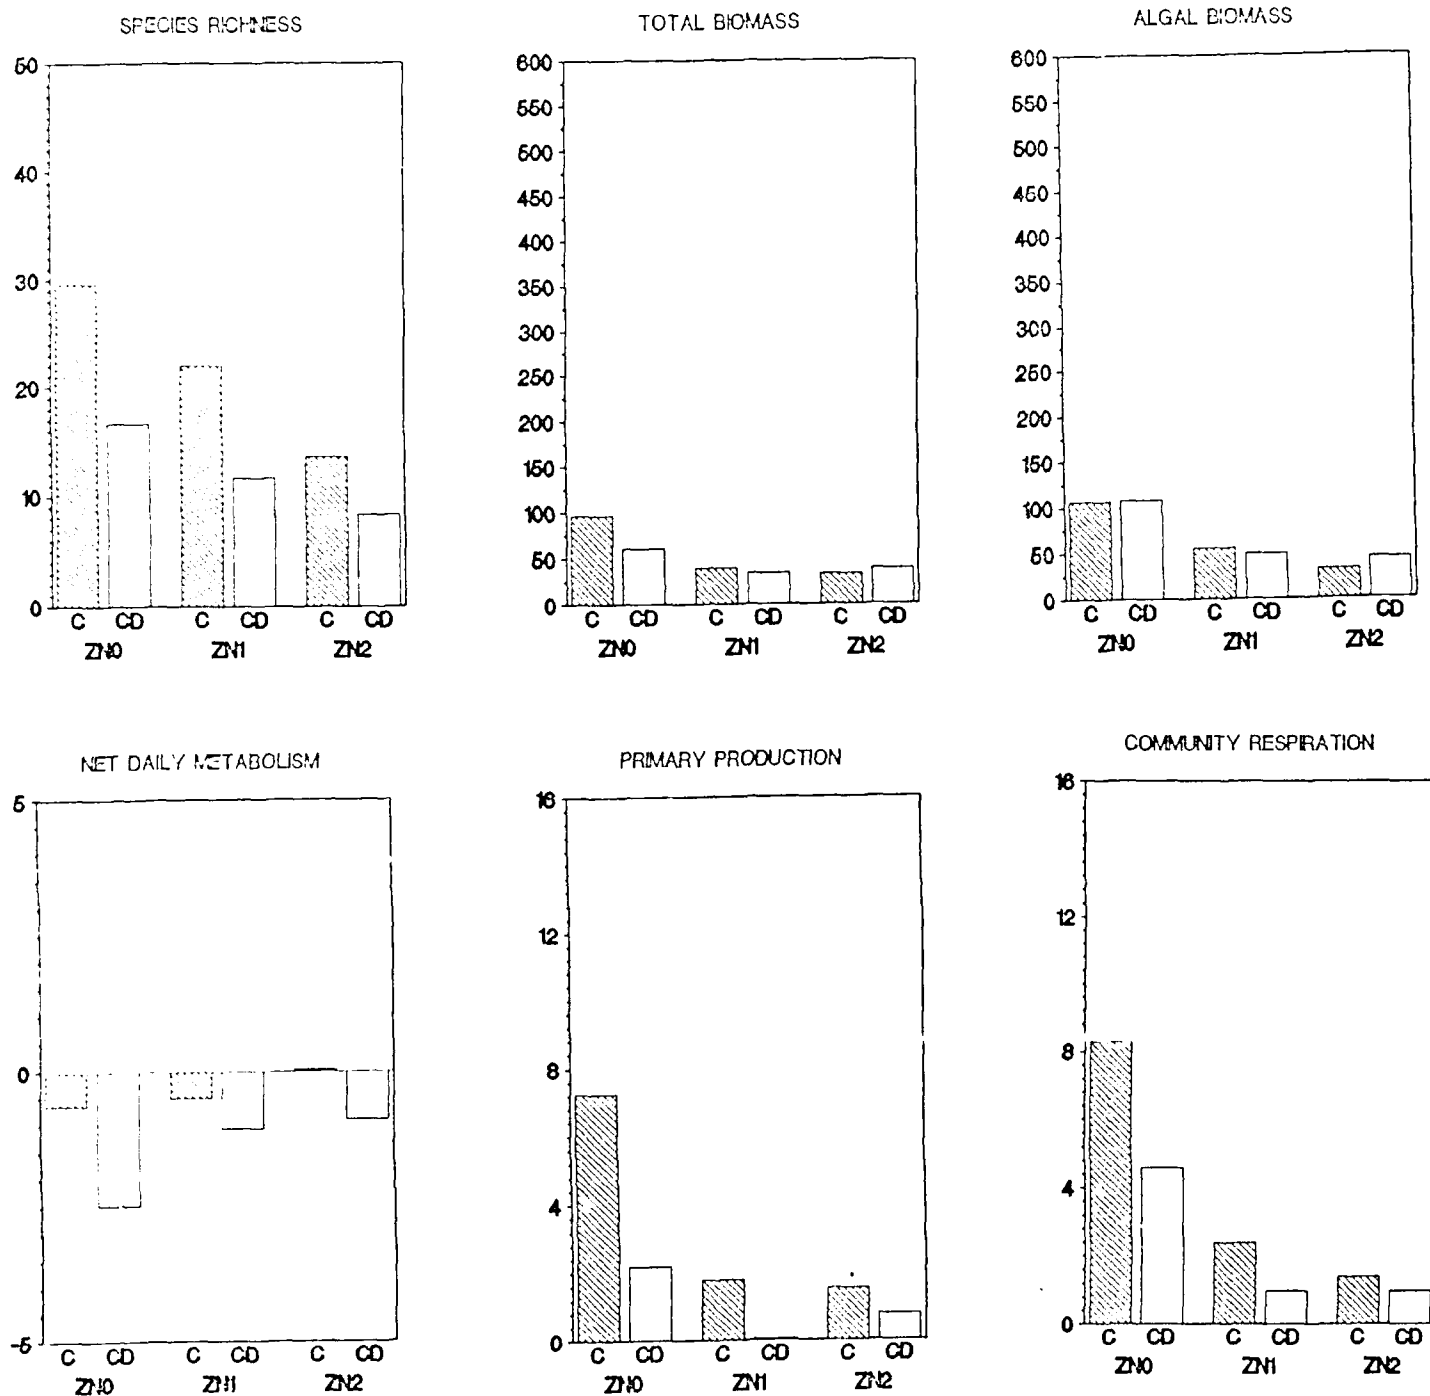 SPECIES RICHNESS
50
40
30
20
10
0
C CD C CD C CD
ZN0 ZN1 ZN2
TOTAL BIOMASS
600
550
500
450
400
350
300
250
200
150
100
50
0
C CD C CD C CD
ZN0 ZN1 ZN2
ALGAL BIOMASS
600
550
500
450
400
350
300
250
200
150
100
50
0
C CD C CD C CD
ZN0 ZN1 ZN2
NET DAILY METABOLISM
5
0
-5
C CD C CD C CD
ZN0 ZN1 ZN2
PRIMARY PRODUCTION
16
12
8
4
0
C CD C CD C CD
ZN0 ZN1 ZN2
COMMUNITY RESPIRATION
16
12
8
4
0
C CD C CD C CD
ZN0 ZN1 ZN2